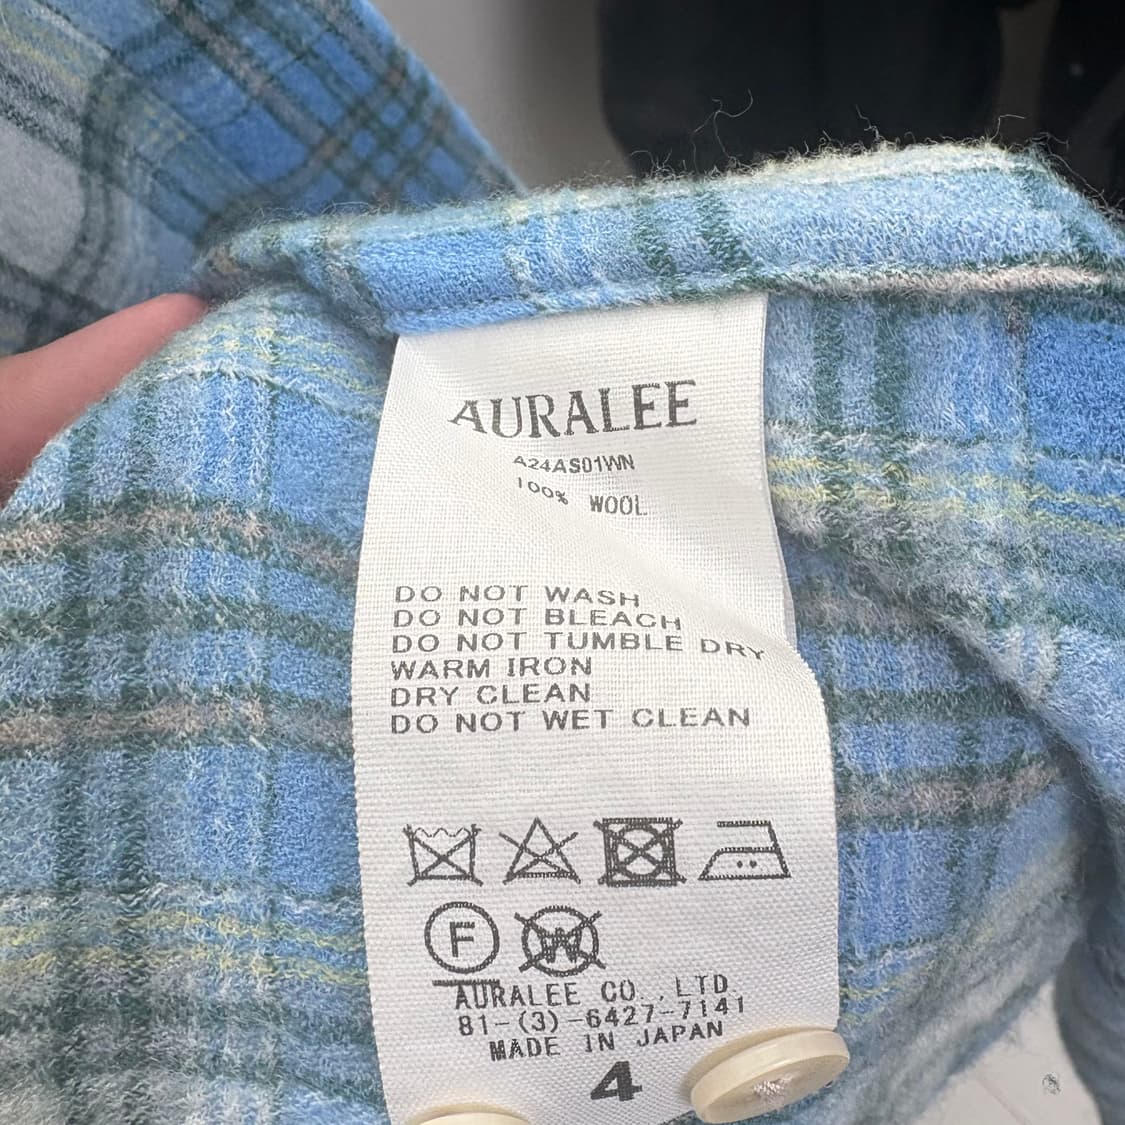 AURALEE
A24AS01WN
100% WOOL
DO NOT WASH
DO NOT BLEACH
DO NOT TUMBLE DRY
WARM IRON
DRY CLEAN
DO NOT WET CLEAN
F W
AURALEE CO.,LTD
81-(3)-6427-7141
MADE IN JAPAN
4